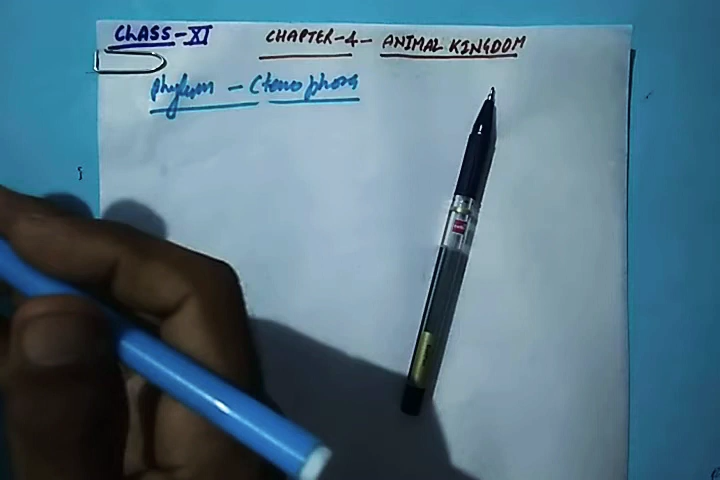 CLASS-XI CHAPTER-4- ANIMAL KINGDOM
Phylum - Ctenophora